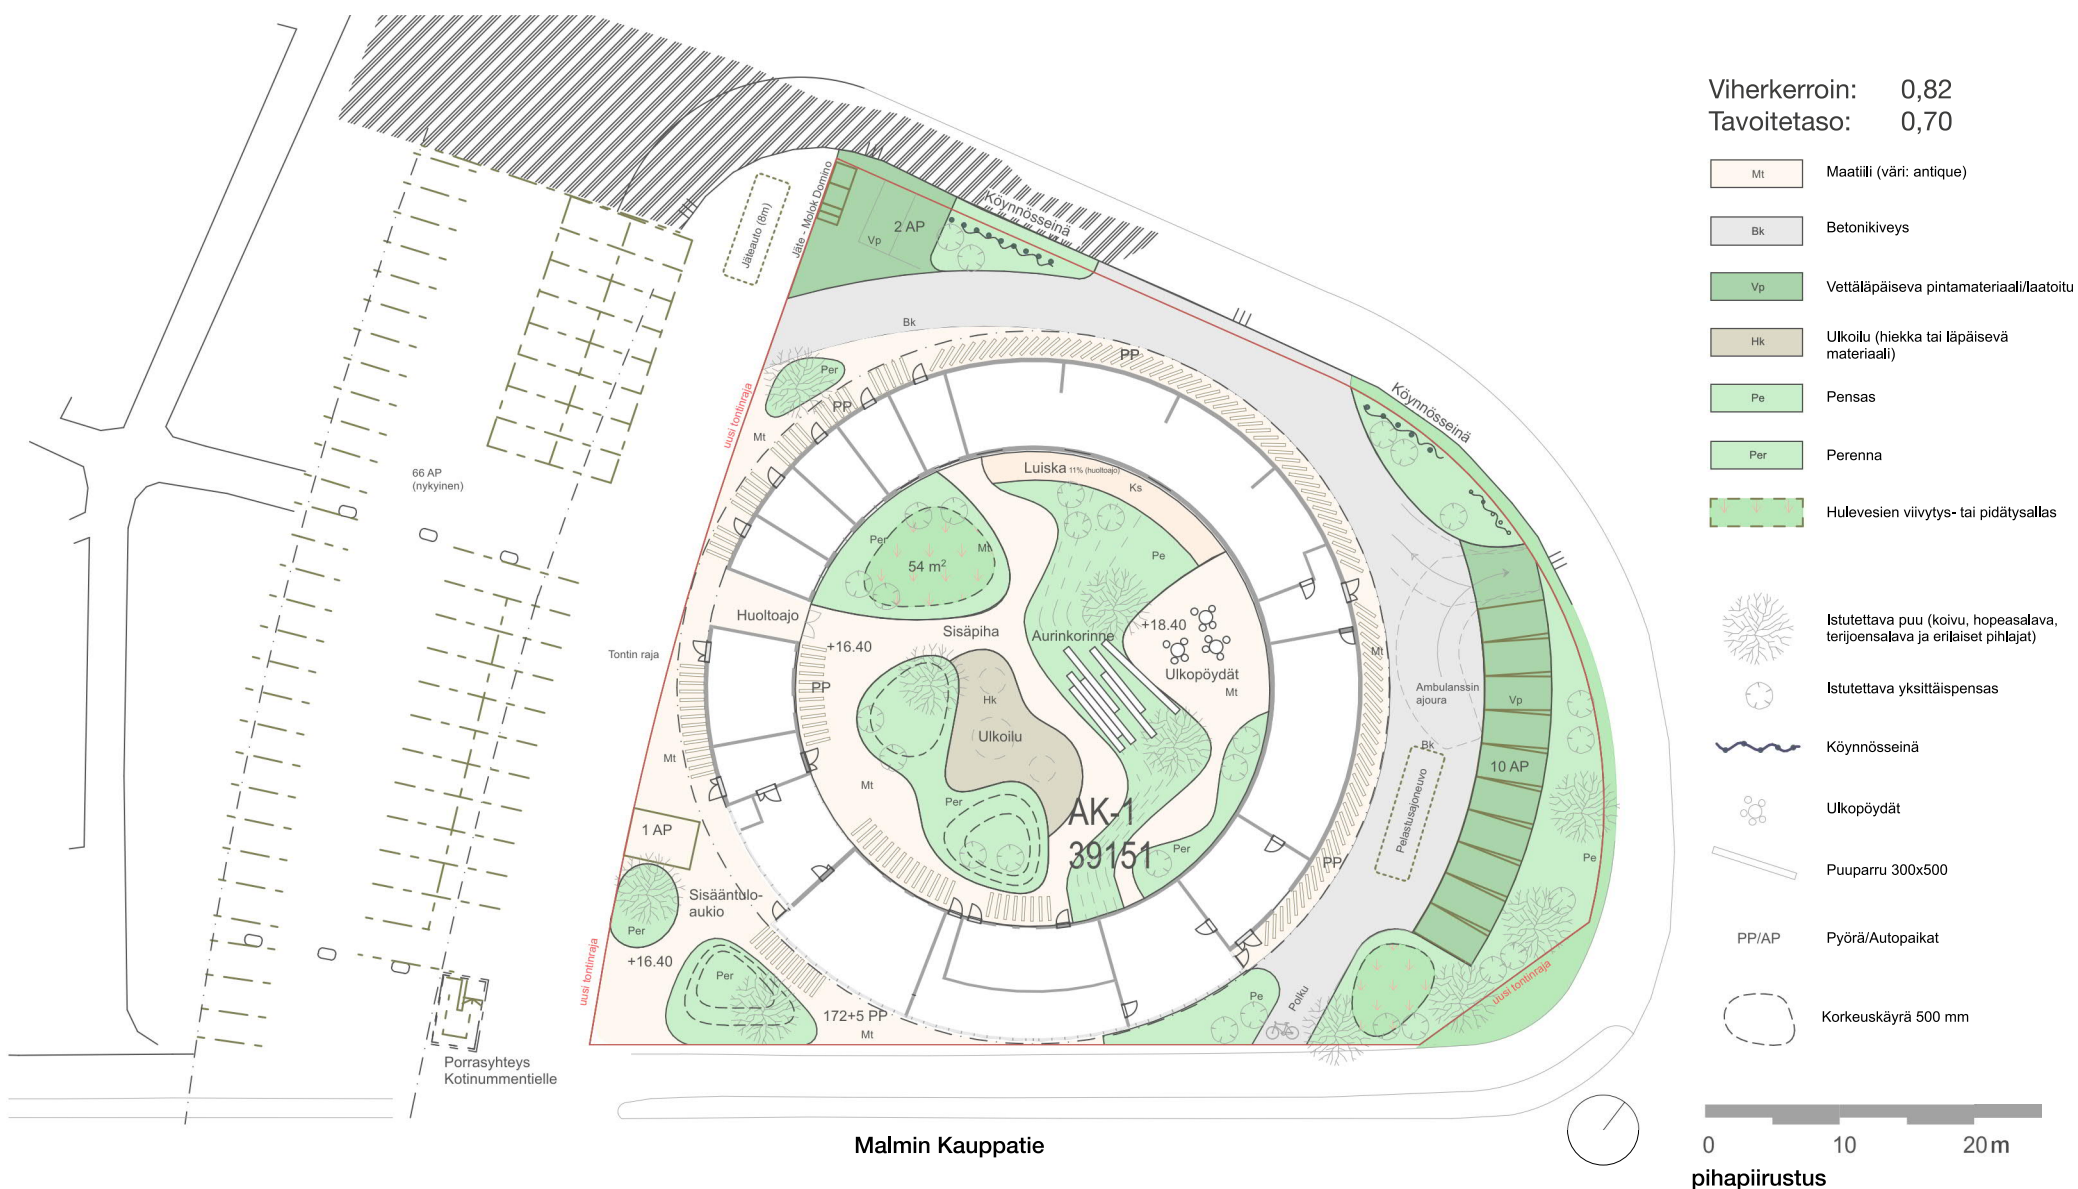 Viherkerroin: 0,82
Tavoitetaso: 0,70
Mt Maatiili (väri: antique)
Bk Betonikiveys
Vp Vettäläpäiseva pintamateriaali/laatoitu
Hk Ulkoilu (hiekka tai läpäisevä
materiaali)
Pe Pensas
Per Perenna
Hulevesien viivytys- tai pidätysallas
Istutettava puu (koivu, hopeasalava,
terijoensalava ja erilaiset pihlajat)
Istutettava yksittäispensas
Köynnösseinä
Ulkopöydät
Puuparru 300x500
PP/AP Pyörä/Autopaikat
Korkeuskäyrä 500 mm
0 10 20 m
pihapiirustus
Jäteauto (8m)
Jäte - Molok Domino
2 AP
Vp
Köynnösseinä
Bk
PP
Per
PP
Mt
uusi tontinraja
Köynnösseinä
66 AP
(nykyinen)
Luiska 11% (huoltoajo)
Ks
Per
Mt
54 m²
Pe
Huoltoajo
Sisäpiha
Aurinkorinne
+18.40
+16.40
Tontin raja
Ulkopöydät
Mt
Mt
PP
Hk
Ulkoilu
Ambulanssin
ajoura
Vp
Bk
10 AP
Mt
Mt
Per
Pelastusajoneuvo
AK-1
39151
1 AP
Per
PP
Pe
Sisääntulo-
aukio
Per
+16.40
Per
uusi tontinraja
uusi tontinraja
Pe
Polku
172+5 PP
Mt
Porrasyhteys
Kotinummentielle
Malmin Kauppatie